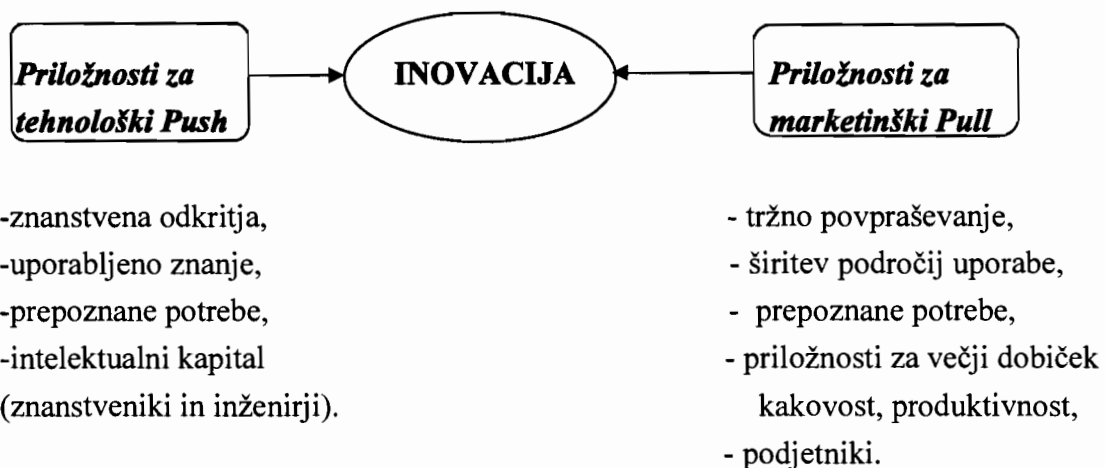 Priložnosti za
tehnološki Push
INOVACIJA
Priložnosti za
marketinški Pull
-znanstvena odkritja,
-uporabljeno znanje,
-prepoznane potrebe,
-intelektualni kapital
(znanstveniki in inženirji).
- tržno povpraševanje,
- širitev področij uporabe,
- prepoznane potrebe,
- priložnosti za večji dobiček
kakovost, produktivnost,
- podjetniki.